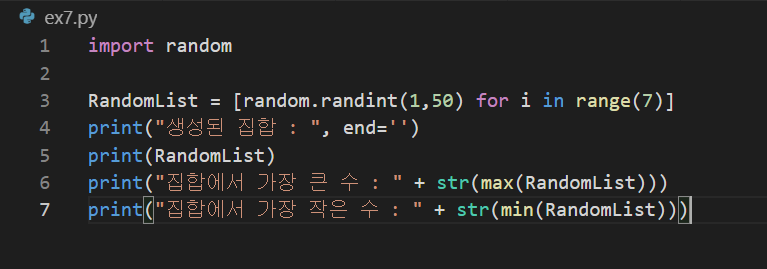 ex7.py
1 import random
2
3 RandomList = [random.randint(1,50) for i in range(7)]
4 print("생성된 집합 : ", end='')
5 print(RandomList)
6 print("집합에서 가장 큰 수 : " + str(max(RandomList)))
7 print("집합에서 가장 작은 수 : " + str(min(RandomList)))